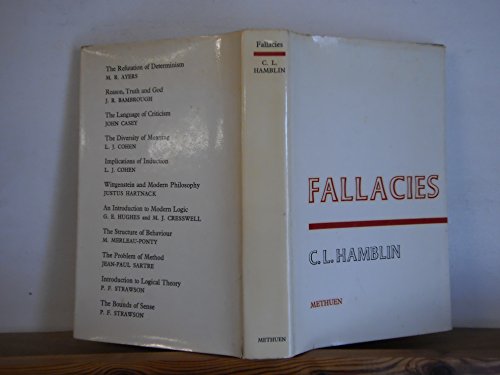 The Refutation of Determinism
M. R. AYERS
Reason, Truth and God
J. R. BAMBROUGH
The Language of Criticism
JOHN CASEY
The Diversity of Meaning
L. J. COHEN
Implications of Induction
L. J. COHEN
Wittgenstein and Modern Philosophy
JUSTUS HARTNACK
An Introduction to Modern Logic
G. E. HUGHES and M. J. CRESSWELL
The Structure of Behaviour
M. MERLEAU-PONTY
The Problem of Method
JEAN-PAUL SARTRE
Introduction to Logical Theory
P. F. STRAWSON
The Bounds of Sense
P. F. STRAWSON
Fallacies
C. L.
HAMBLIN
METHUEN
FALLACIES
C. L. HAMBLIN
METHUEN